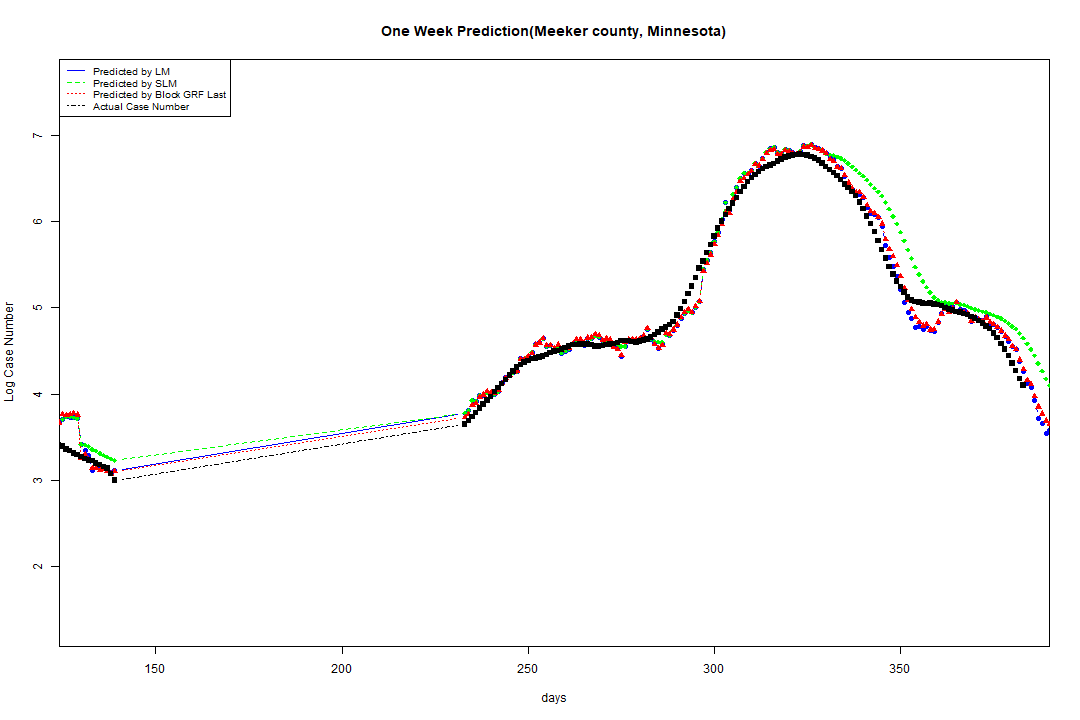 One Week Prediction(Meeker county, Minnesota)
Predicted by LM
Predicted by SLM
Predicted by Block GRF Last
Actual Case Number
7
6
5
4
3
2
Log Case Number
150 200 250 300 350
days